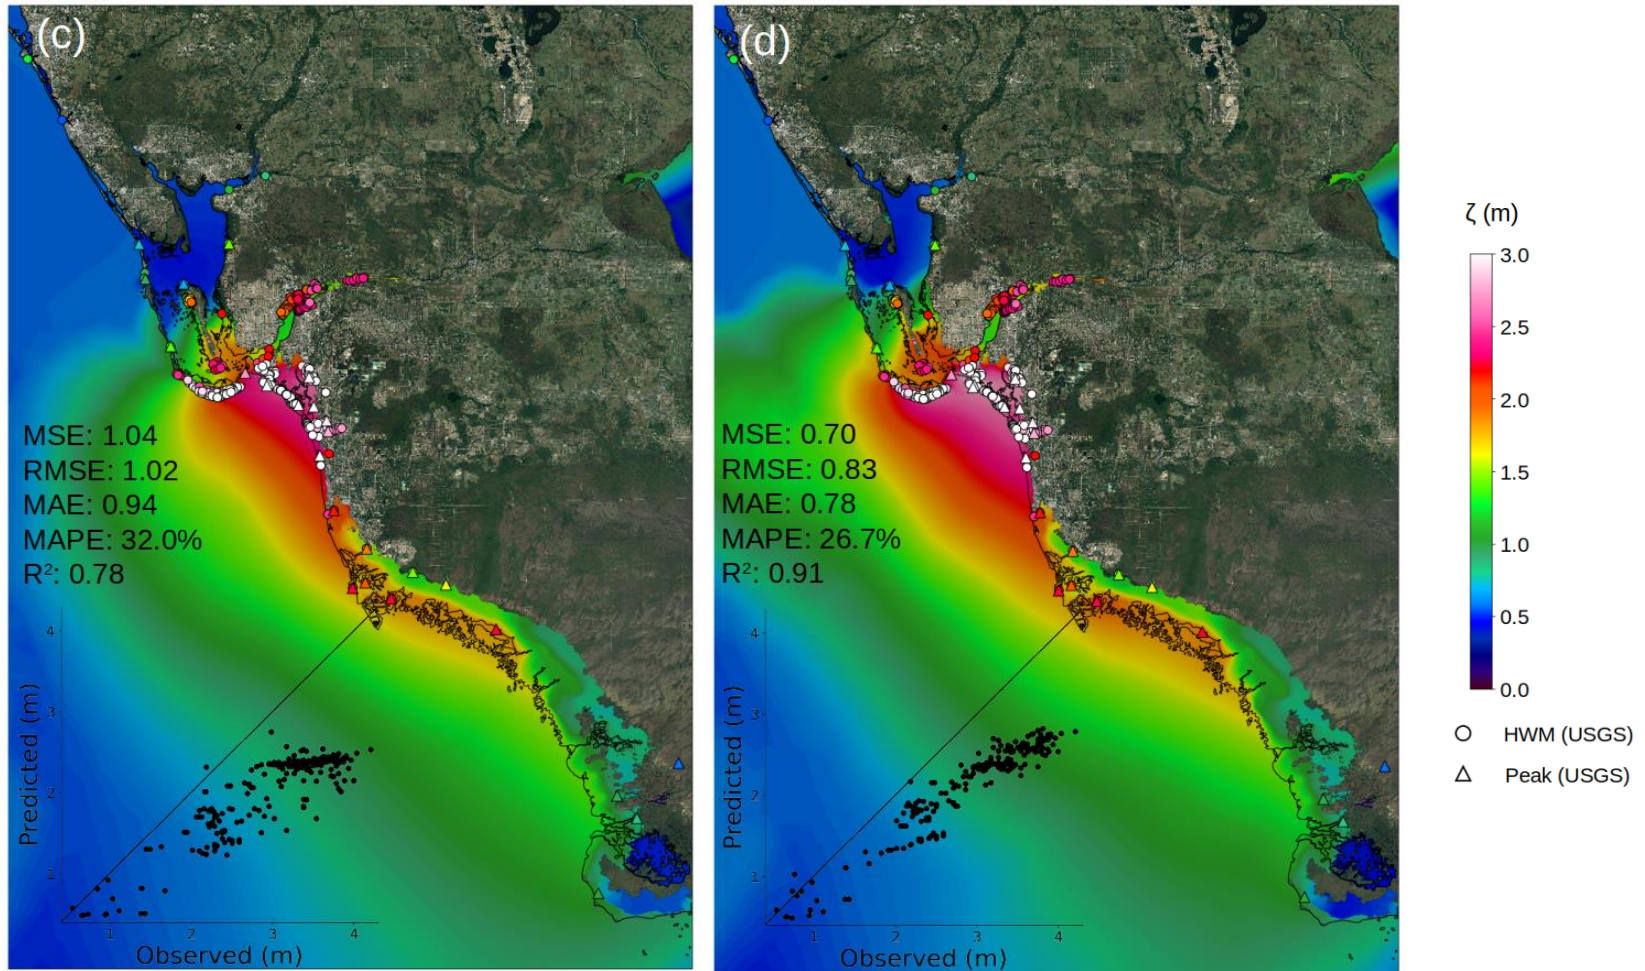 (c)
MSE: 1.04
RMSE: 1.02
MAE: 0.94
MAPE: 32.0%
R²: 0.78
4
3
2
1
Predicted (m)
1
2
3
4
Observed (m)
(d)
MSE: 0.70
RMSE: 0.83
MAE: 0.78
MAPE: 26.7%
R²: 0.91
4
3
2
1
Predicted (m)
1
2
3
4
Observed (m)
ζ (m)
3.0
2.5
2.0
1.5
1.0
0.5
0.0
HWM (USGS)
Peak (USGS)